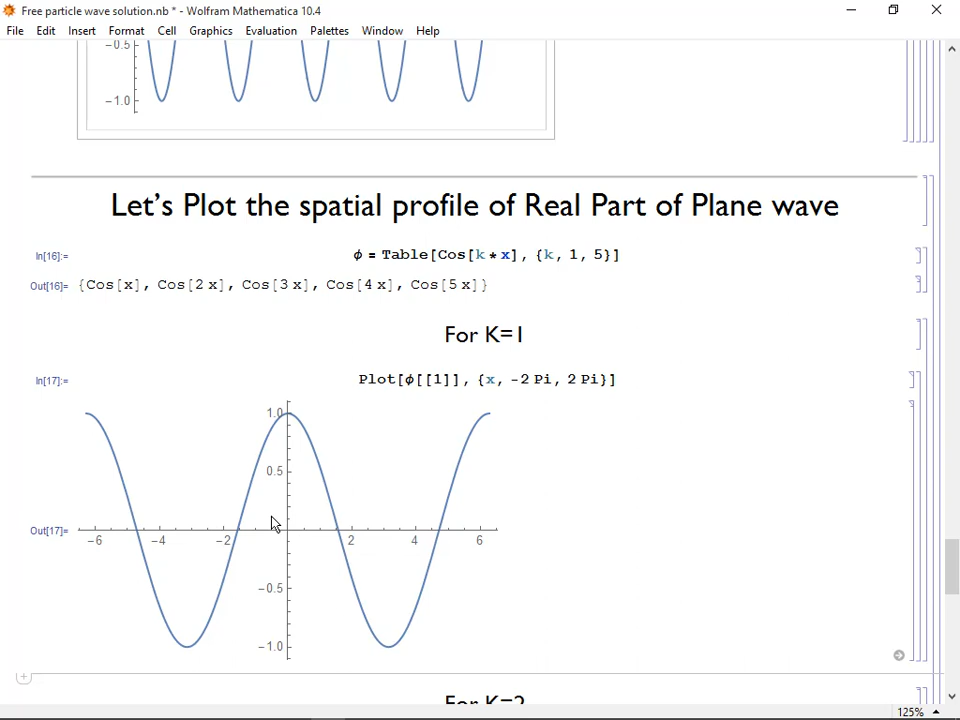 Free particle wave solution.nb * - Wolfram Mathematica 10.4
File Edit Insert Format Cell Graphics Evaluation Palettes Window Help
-0.5
-1.0
Let's Plot the spatial profile of Real Part of Plane wave
In[16]:= ϕ = Table[Cos[k * x], {k, 1, 5}]
Out[16]= {Cos[x], Cos[2 x], Cos[3 x], Cos[4 x], Cos[5 x]}
For K=1
In[17]:= Plot[ϕ[[1]], {x, -2 Pi, 2 Pi}]
1.0
0.5
Out[17]=
-6 -4 -2 2 4 6
-0.5
-1.0
For K=2
125%